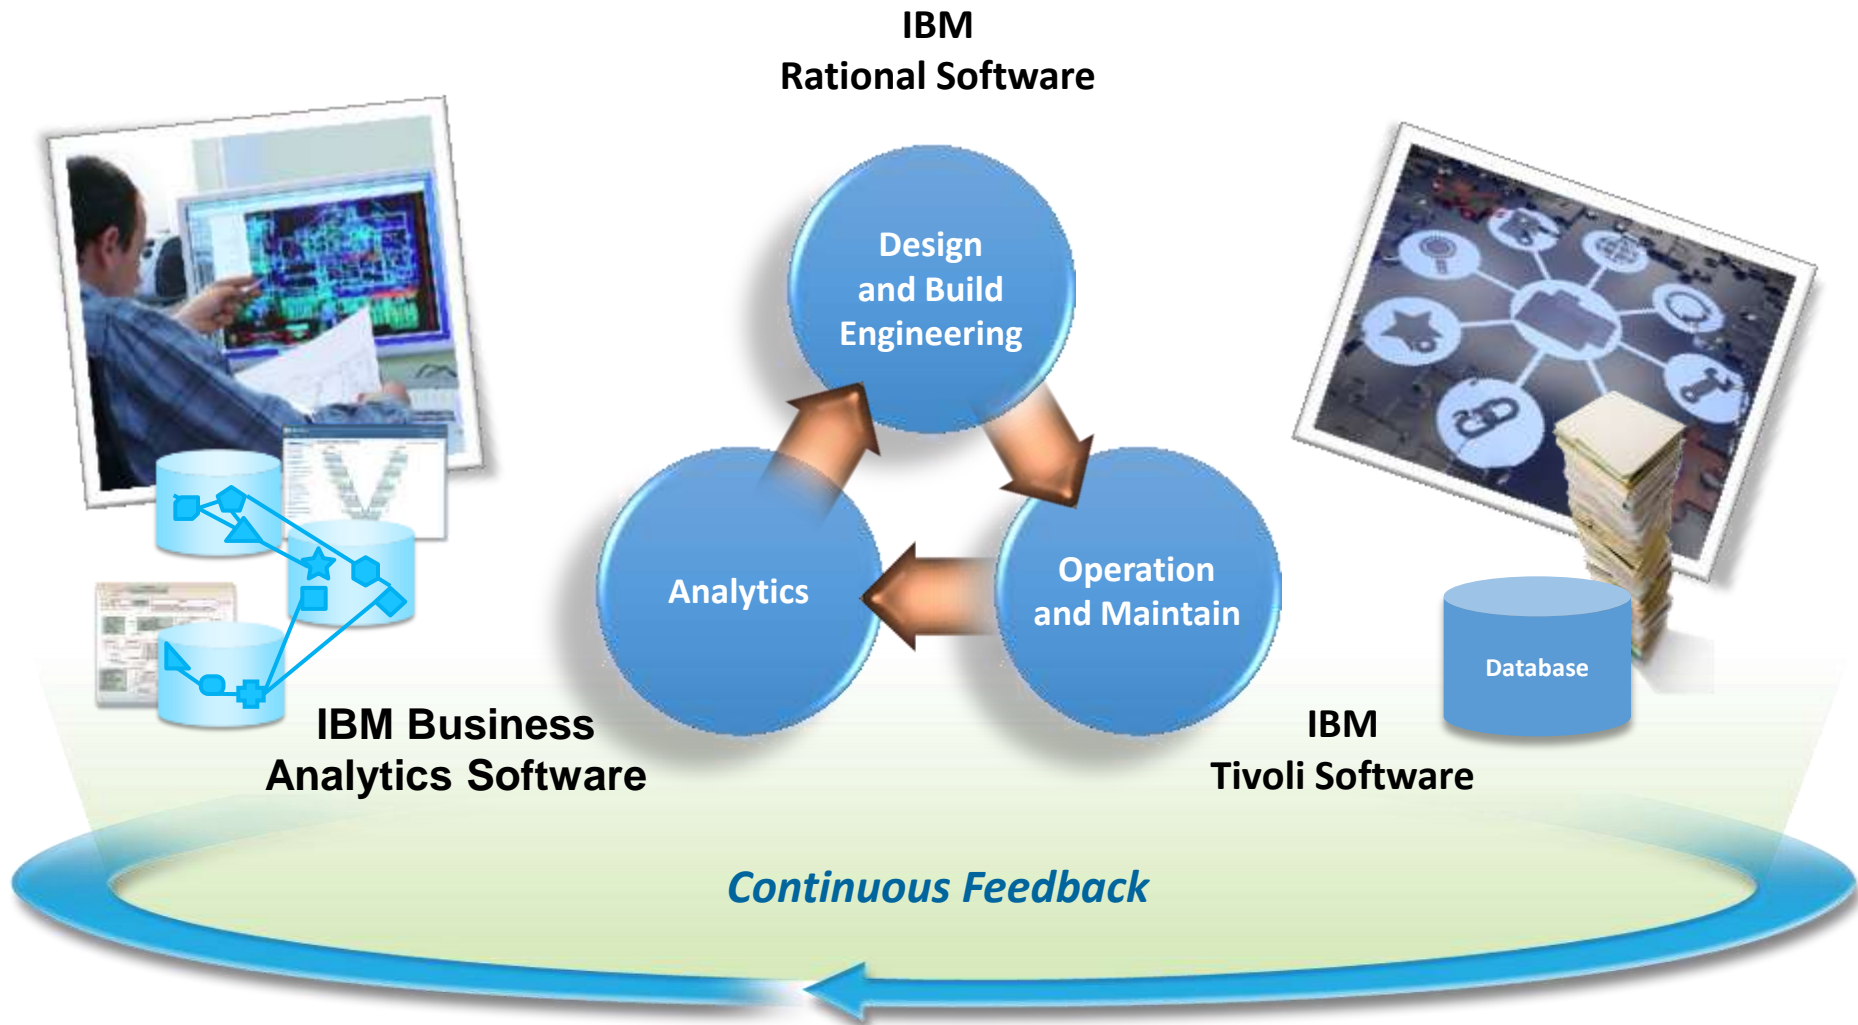 IBM
Rational Software
Design
and Build
Engineering
Analytics
Operation
and Maintain
Database
IBM Business
Analytics Software
IBM
Tivoli Software
Continuous Feedback